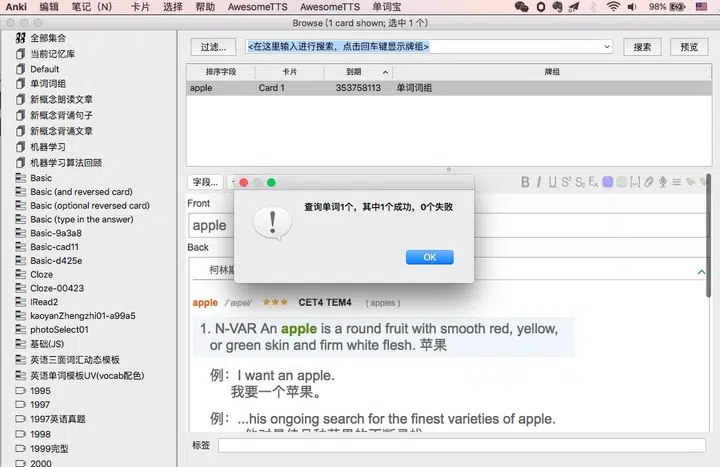 Anki 编辑 笔记（N） 卡片 选择 帮助 AwesomeTTS AwesomeTTS 单词宝 98%
Browse (1 card shown; 选中 1 个)
全部集合
当前记忆库
Default
单词词组
新概念朗读文章
新概念背诵句子
新概念背诵文章
机器学习
机器学习算法回顾
Basic
Basic (and reversed card)
Basic (optional reversed card)
Basic (type in the answer)
Basic-9a3a8
Basic-cad11
Basic-d425e
Cloze
Cloze-00423
IRead2
kaoyanZhengzhi01-a99a5
photoSelect01
基础(JS)
英语三面词汇动态模板
英语单词模板UV(vocab配色)
1995
1997
1997英语真题
1998
1999完型
2000
过滤... <在这里输入进行搜索，点击回车键显示牌组> 搜索 预览
排序字段 卡片 到期 牌组
apple Card 1 353758113 单词词组
字段...
B I U S² S₂ Ex [...]
Front
apple
Back
柯林斯
查询单词1个，其中1个成功，0个失败
OK
apple /'æpəl/ ★★★ CET4 TEM4 ( apples )
1. N-VAR An apple is a round fruit with smooth red, yellow,
or green skin and firm white flesh. 苹果
例：I want an apple.
我要一个苹果。
例：...his ongoing search for the finest varieties of apple.
标签